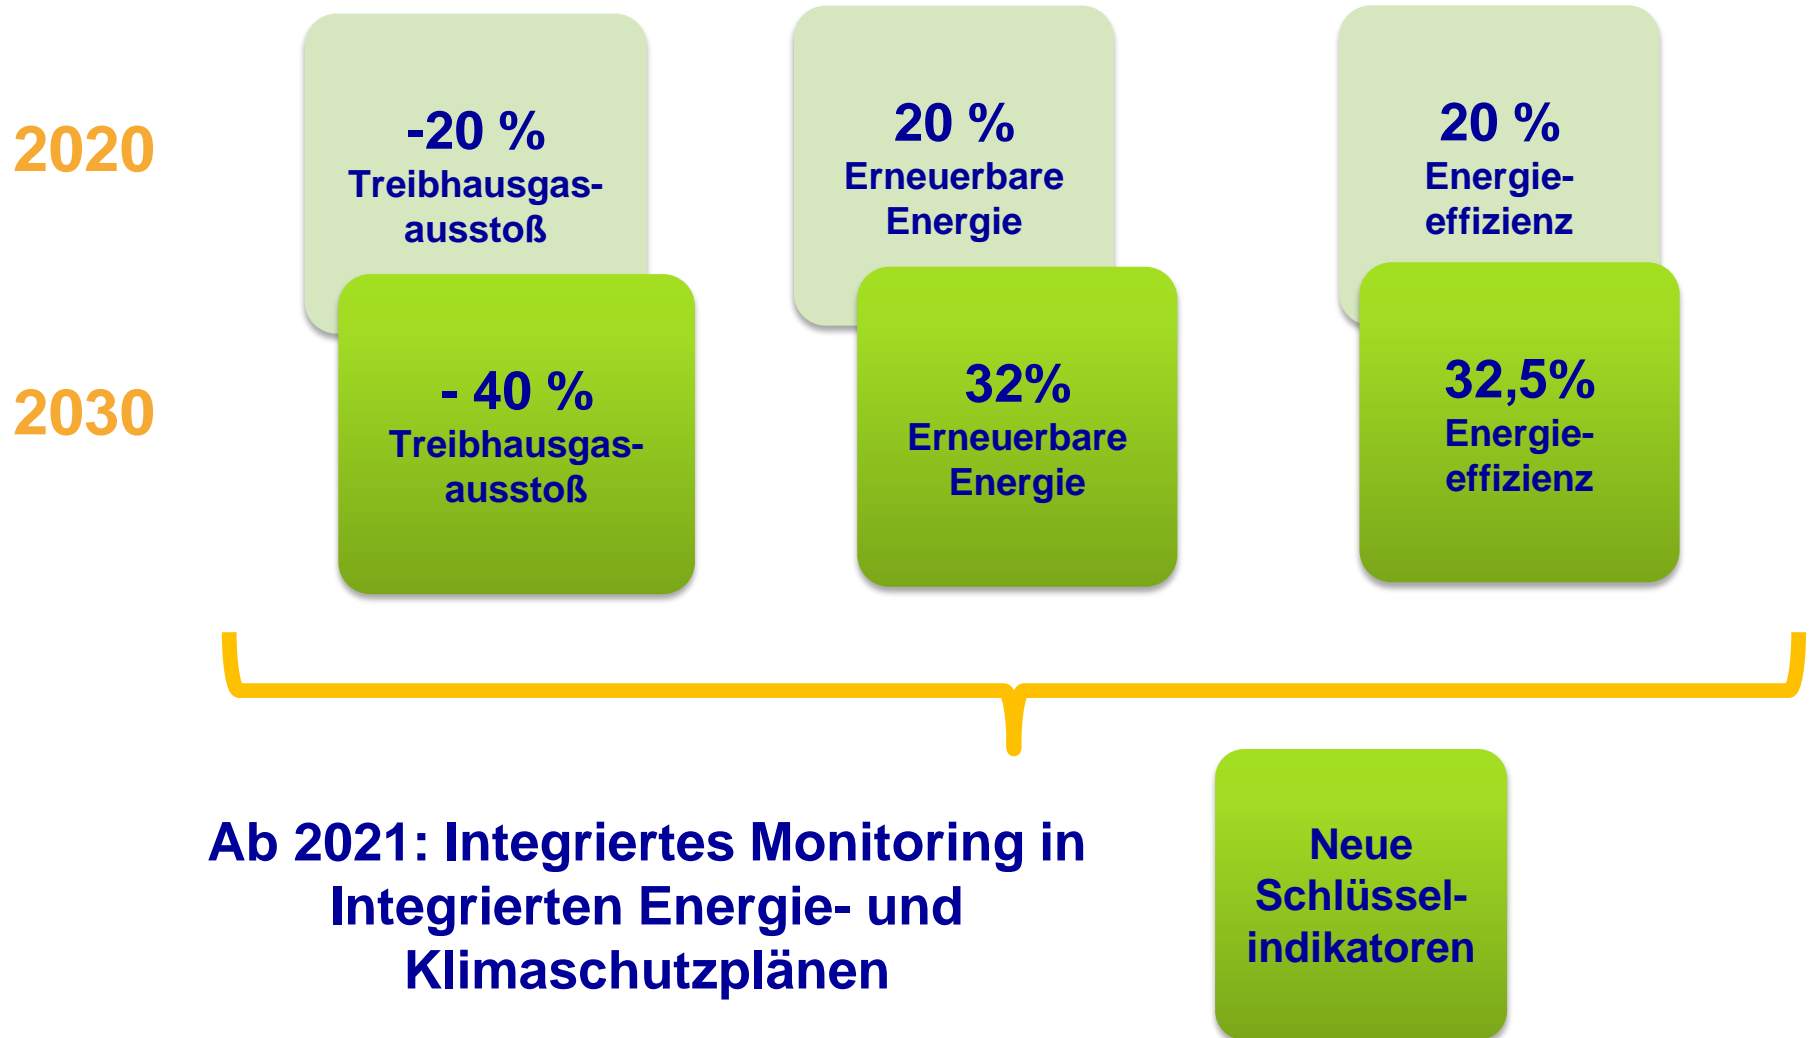 2020
-20 %
Treibhausgas-
ausstoß
20 %
Erneuerbare
Energie
20 %
Energie-
effizienz
2030
- 40 %
Treibhausgas-
ausstoß
32%
Erneuerbare
Energie
32,5%
Energie-
effizienz
Ab 2021: Integriertes Monitoring in
Integrierten Energie- und
Klimaschutzplänen
Neue
Schlüssel-
indikatoren